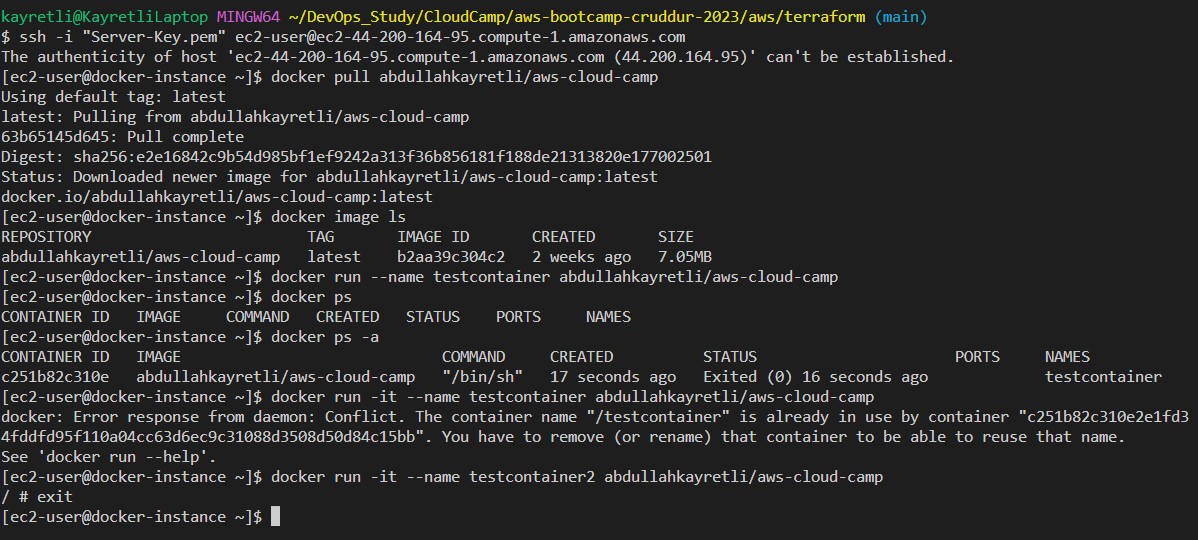 kayretli@KayretliLaptop MINGW64 ~/DevOps_Study/CloudCamp/aws-bootcamp-cruddur-2023/aws/terraform (main)
$ ssh -i "Server-Key.pem" ec2-user@ec2-44-200-164-95.compute-1.amazonaws.com
The authenticity of host 'ec2-44-200-164-95.compute-1.amazonaws.com (44.200.164.95)' can't be established.
[ec2-user@docker-instance ~]$ docker pull abdullahkayretli/aws-cloud-camp
Using default tag: latest
latest: Pulling from abdullahkayretli/aws-cloud-camp
63b65145d645: Pull complete
Digest: sha256:e2e16842c9b54d985bf1ef9242a313f36b856181f188de21313820e177002501
Status: Downloaded newer image for abdullahkayretli/aws-cloud-camp:latest
docker.io/abdullahkayretli/aws-cloud-camp:latest
[ec2-user@docker-instance ~]$ docker image ls
REPOSITORY                        TAG       IMAGE ID       CREATED       SIZE
abdullahkayretli/aws-cloud-camp   latest    b2aa39c304c2   2 weeks ago   7.05MB
[ec2-user@docker-instance ~]$ docker run --name testcontainer abdullahkayretli/aws-cloud-camp
[ec2-user@docker-instance ~]$ docker ps
CONTAINER ID   IMAGE     COMMAND   CREATED   STATUS    PORTS     NAMES
[ec2-user@docker-instance ~]$ docker ps -a
CONTAINER ID   IMAGE                             COMMAND     CREATED          STATUS                      PORTS     NAMES
c251b82c310e   abdullahkayretli/aws-cloud-camp   "/bin/sh"   17 seconds ago   Exited (0) 16 seconds ago             testcontainer
[ec2-user@docker-instance ~]$ docker run -it --name testcontainer abdullahkayretli/aws-cloud-camp
docker: Error response from daemon: Conflict. The container name "/testcontainer" is already in use by container "c251b82c310e2e1fd3
4fddfd95f110a04cc63d6ec9c31088d3508d50d84c15bb". You have to remove (or rename) that container to be able to reuse that name.
See 'docker run --help'.
[ec2-user@docker-instance ~]$ docker run -it --name testcontainer2 abdullahkayretli/aws-cloud-camp
/ # exit
[ec2-user@docker-instance ~]$